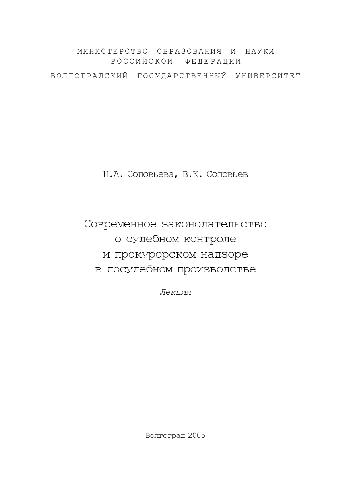 МИНИСТЕРСТВО ОБРАЗОВАНИЯ И НАУКИ
РОССИЙСКОЙ ФЕДЕРАЦИИ
ВОЛГОГРАДСКИЙ ГОСУДАРСТВЕННЫЙ УНИВЕРСИТЕТ
Н.А. Соловьева, В.К. Соловьев
Современное законодательство
о судебном контроле
и прокурорском надзоре
в досудебном производстве
Лекция
Волгоград 2005